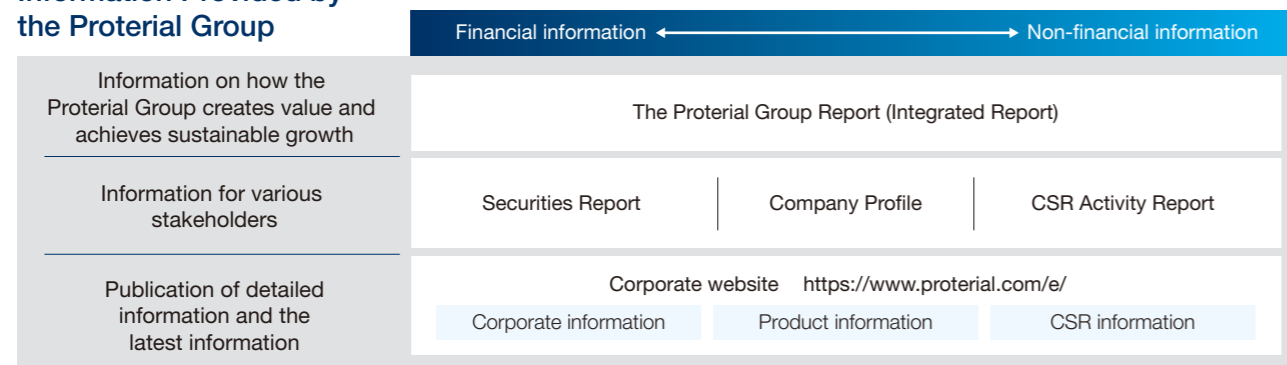 Information Provided by
the Proterial Group
Financial information Non-financial information
Information on how the
Proterial Group creates value and
achieves sustainable growth
The Proterial Group Report (Integrated Report)
Information for various
stakeholders
Securities Report Company Profile CSR Activity Report
Publication of detailed
information and the
latest information
Corporate website https://www.proterial.com/e/
Corporate information Product information CSR information